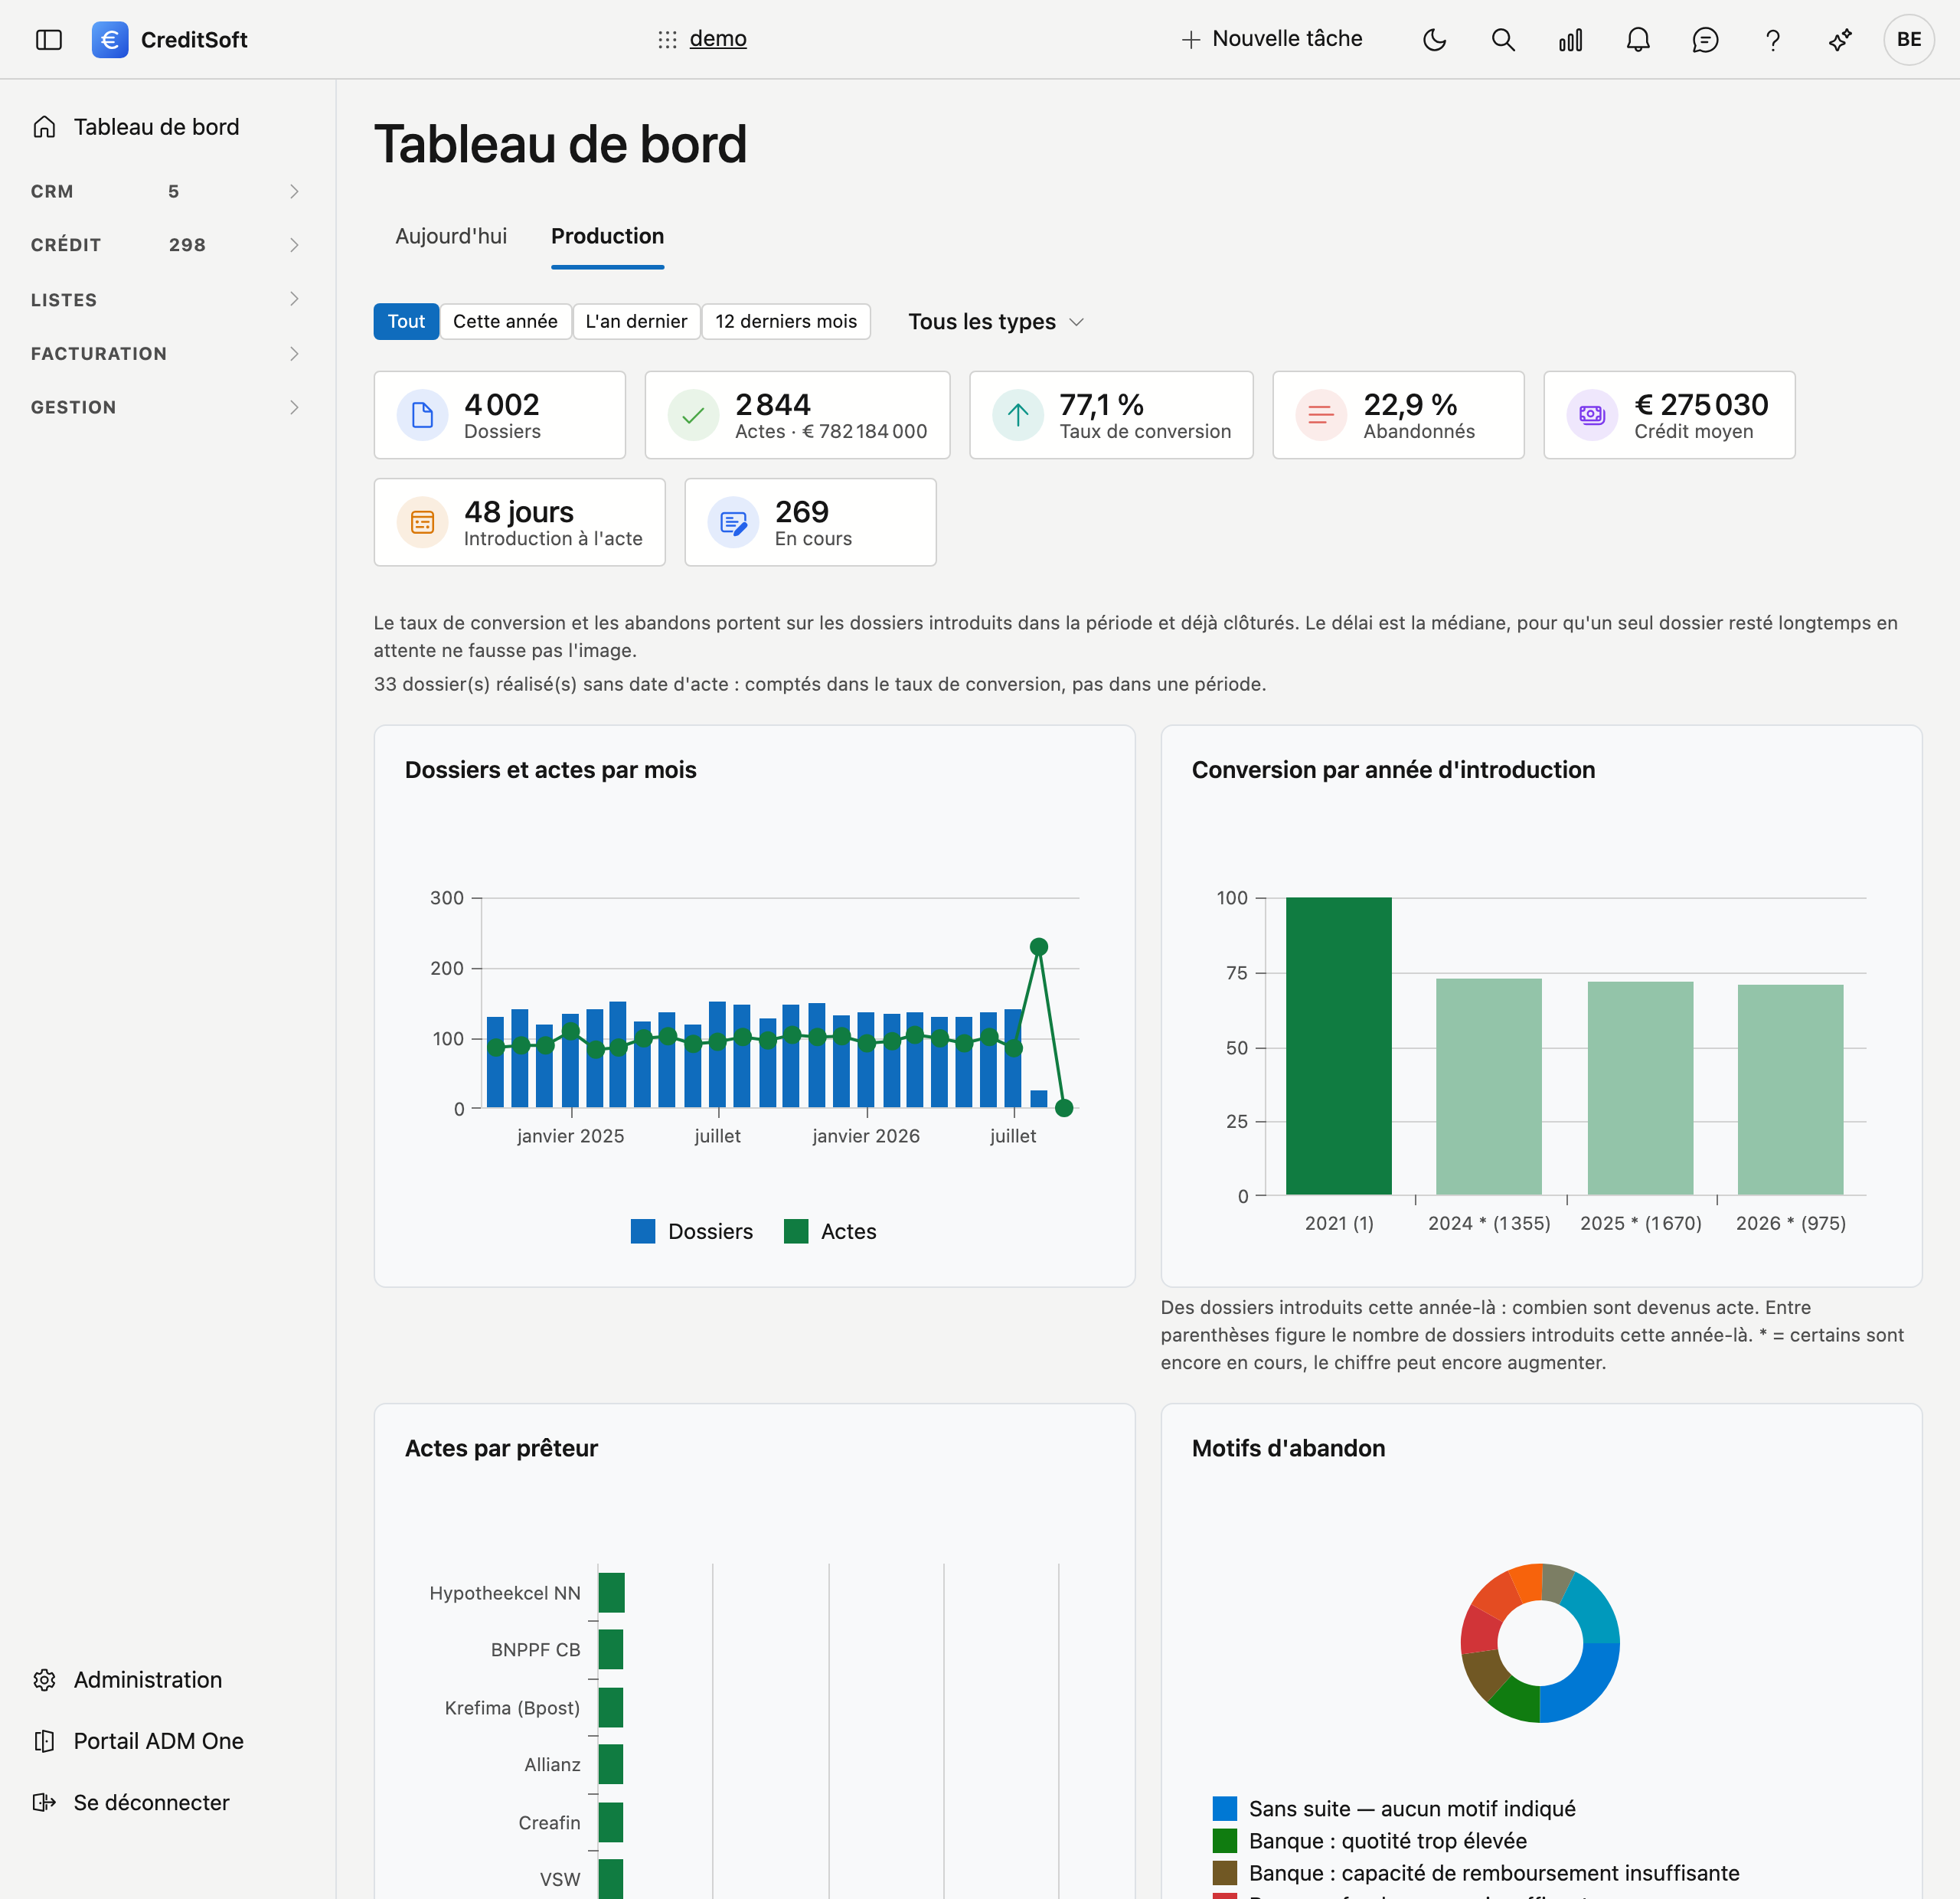 CreditSoft
demo
Nouvelle tâche
BE
Tableau de bord
CRM 5
CRÉDIT 298
LISTES
FACTURATION
GESTION
Administration
Portail ADM One
Se déconnecter
Tableau de bord
Aujourd'hui Production
Tout Cette année L'an dernier 12 derniers mois Tous les types
4 002
Dossiers
2 844
Actes · € 782 184 000
77,1 %
Taux de conversion
22,9 %
Abandonnés
€ 275 030
Crédit moyen
48 jours
Introduction à l'acte
269
En cours
Le taux de conversion et les abandons portent sur les dossiers introduits dans la période et déjà clôturés. Le délai est la médiane, pour qu'un seul dossier resté longtemps en
attente ne fausse pas l'image.
33 dossier(s) réalisé(s) sans date d'acte : comptés dans le taux de conversion, pas dans une période.
Dossiers et actes par mois
300
200
100
0
janvier 2025 juillet janvier 2026 juillet
Dossiers Actes
Conversion par année d'introduction
100
75
50
25
0
2021 (1) 2024 * (1 355) 2025 * (1 670) 2026 * (975)
Des dossiers introduits cette année-là : combien sont devenus acte. Entre
parenthèses figure le nombre de dossiers introduits cette année-là. * = certains sont
encore en cours, le chiffre peut encore augmenter.
Actes par prêteur
Hypotheekcel NN
BNPPF CB
Krefima (Bpost)
Allianz
Creafin
VSW
Motifs d'abandon
Sans suite — aucun motif indiqué
Banque : quotité trop élevée
Banque : capacité de remboursement insuffisante